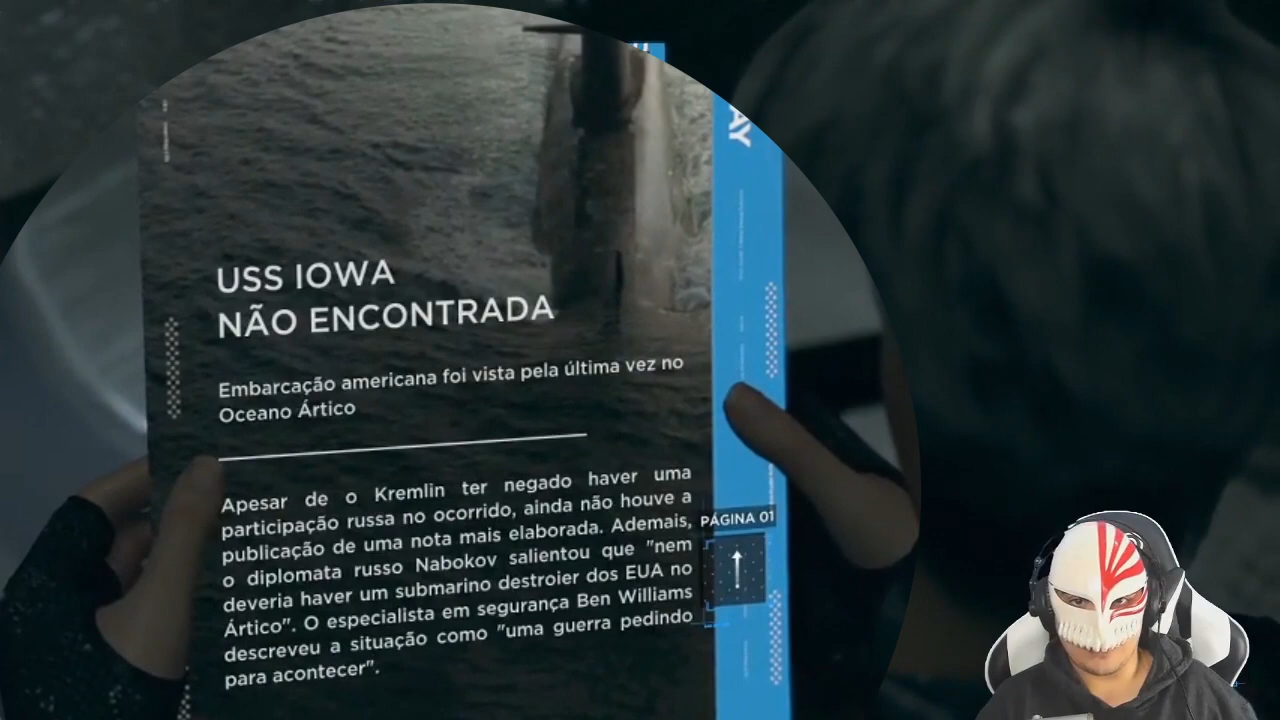 AY
USS IOWA
NÃO ENCONTRADA
Embarcação americana foi vista pela última vez no
Oceano Ártico
Apesar de o Kremlin ter negado haver uma
participação russa no ocorrido, ainda não houve a
publicação de uma nota mais elaborada. Ademais,
o diplomata russo Nabokov salientou que "nem
deveria haver um submarino destroier dos EUA no
Ártico". O especialista em segurança Ben Williams
descreveu a situação como "uma guerra pedindo
para acontecer".
PÁGINA 01